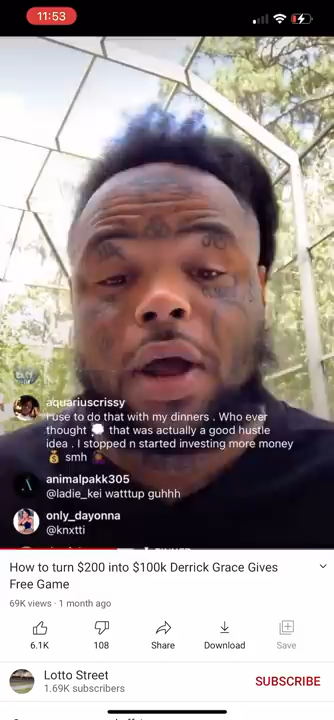 11:53
aquariuscrissy
I use to do that with my dinners . Who ever
thought 💭 that was actually a good hustle
idea . I stopped n started investing more money
💰 smh 🤦🏾‍♀️
animalpakk305
@ladie_kei watttup guhhh
only_dayonna
@knxtti
How to turn $200 into $100k Derrick Grace Gives
Free Game
69K views · 1 month ago
6.1K
108
Share
Download
Save
Lotto Street
1.69K subscribers
SUBSCRIBE